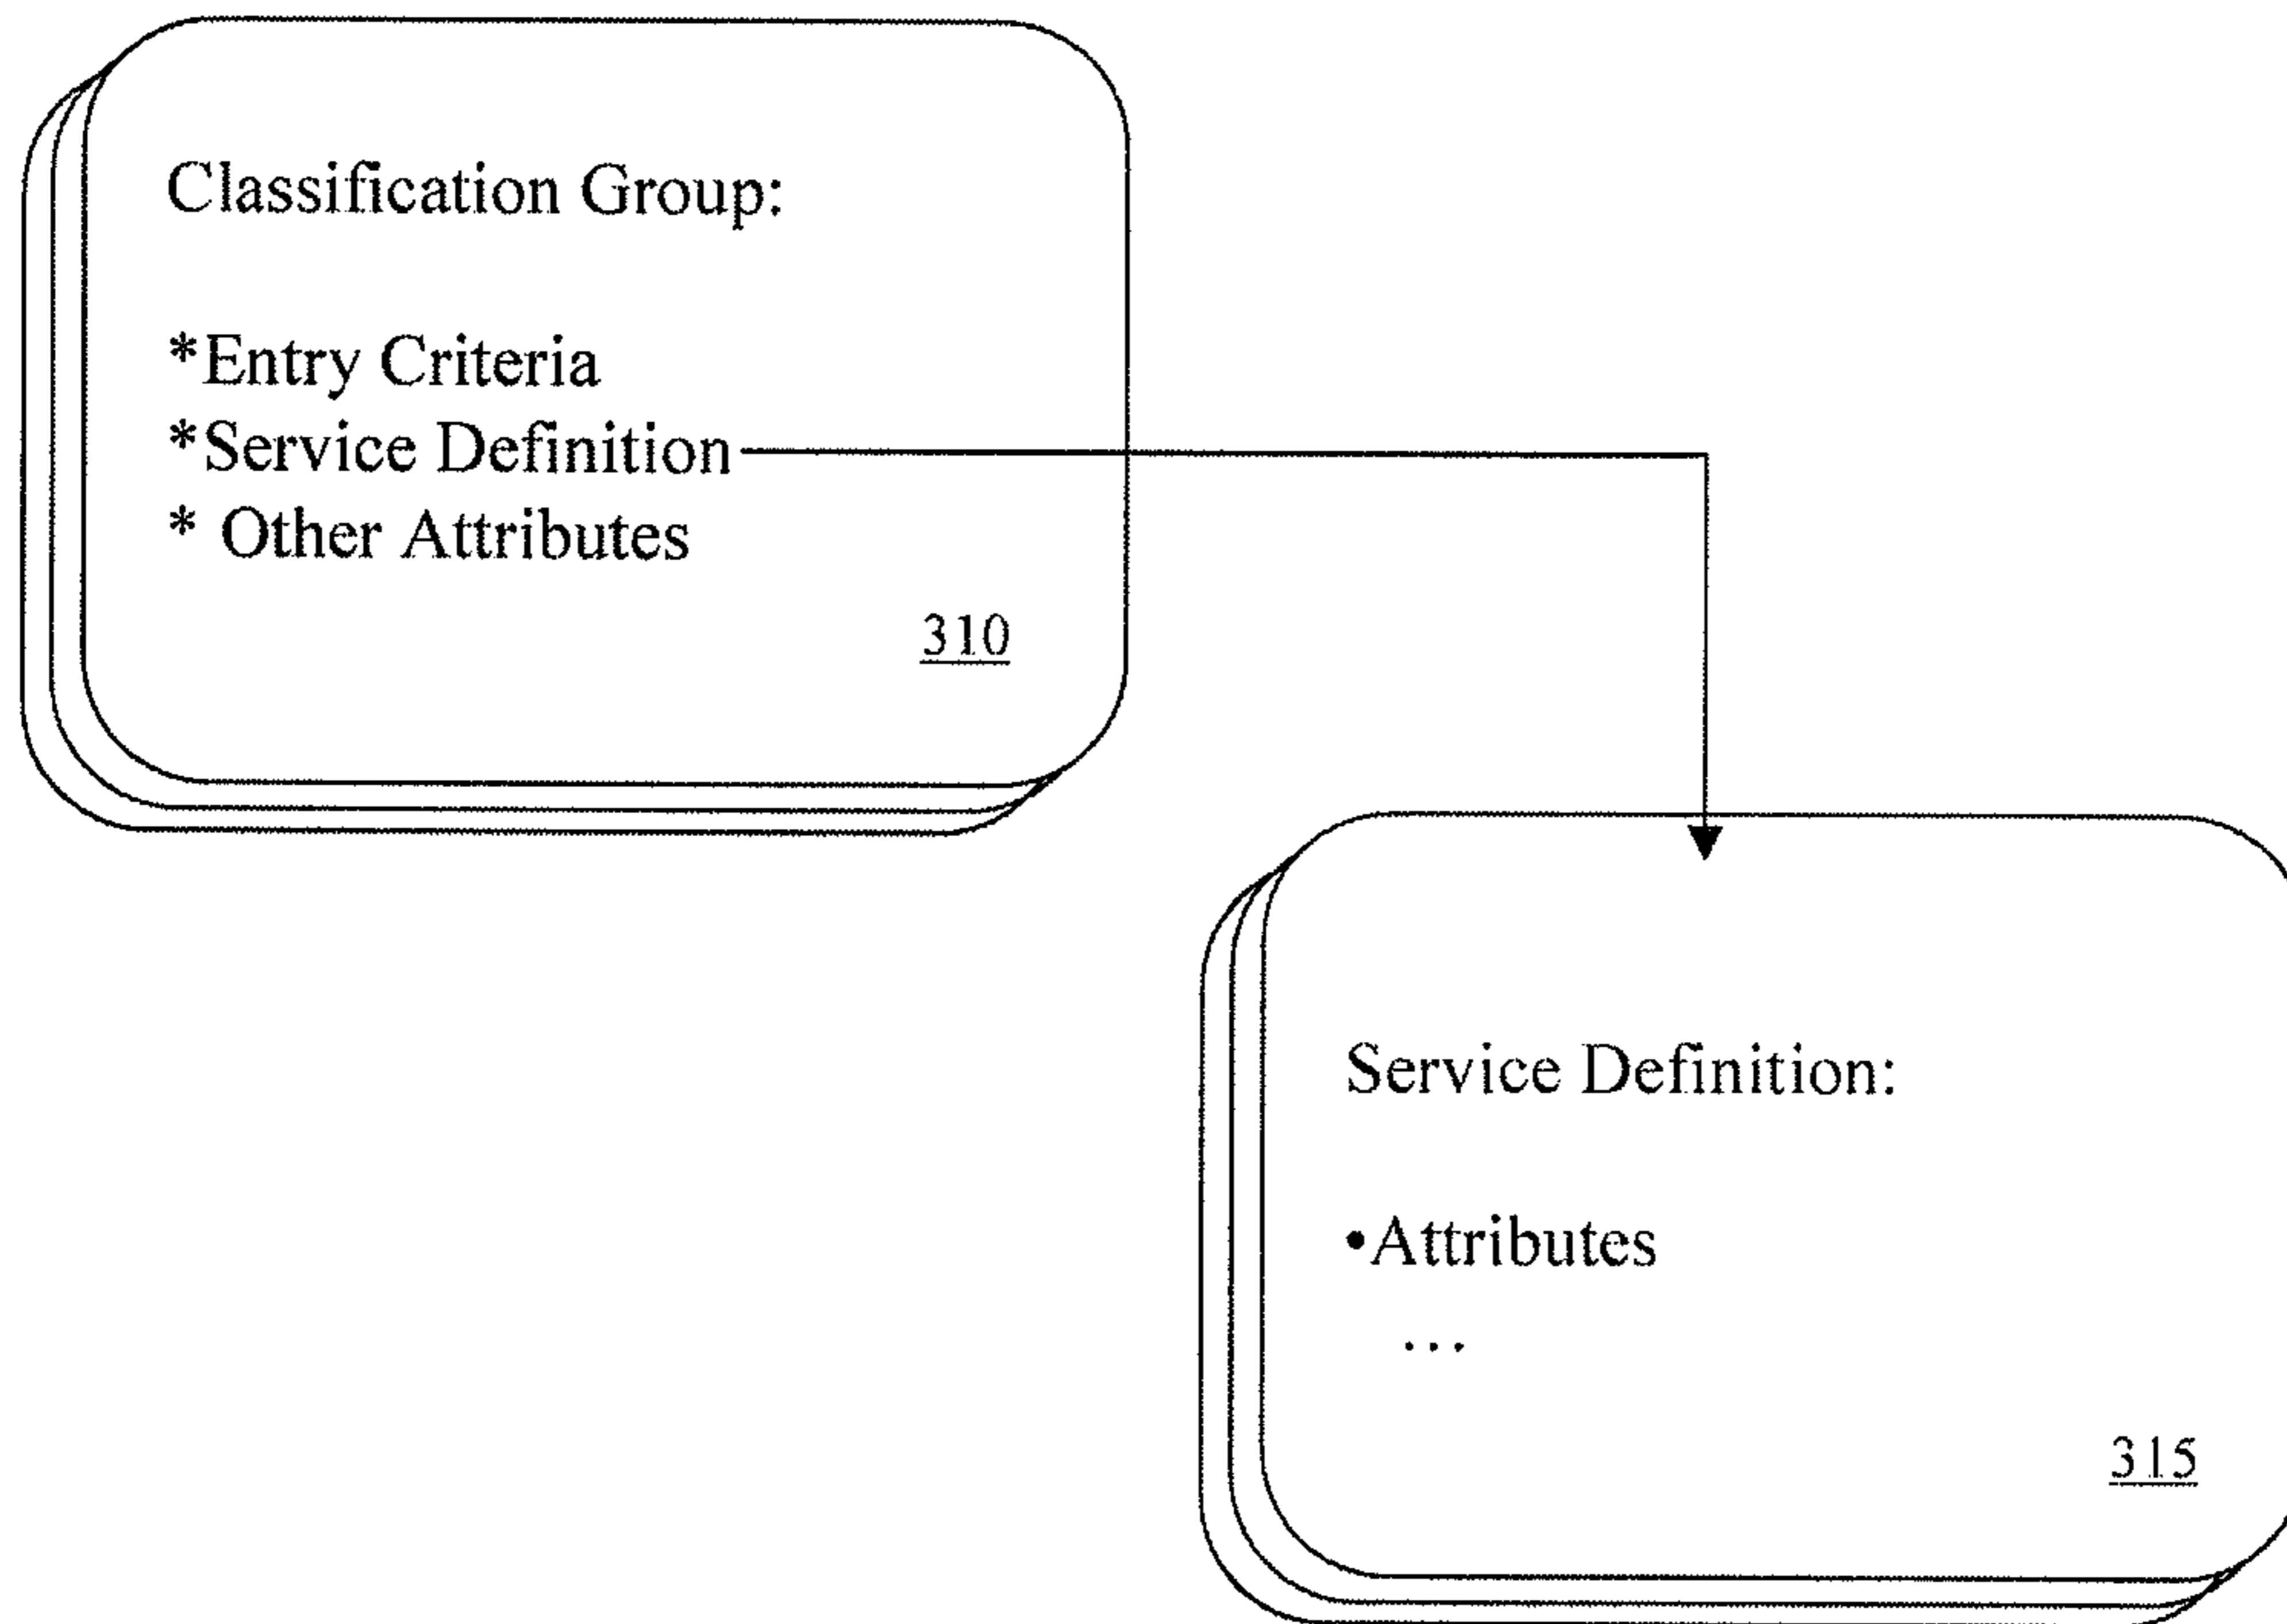 Classification Group:
*Entry Criteria
*Service Definition
* Other Attributes
310
Service Definition:
•Attributes
...
315